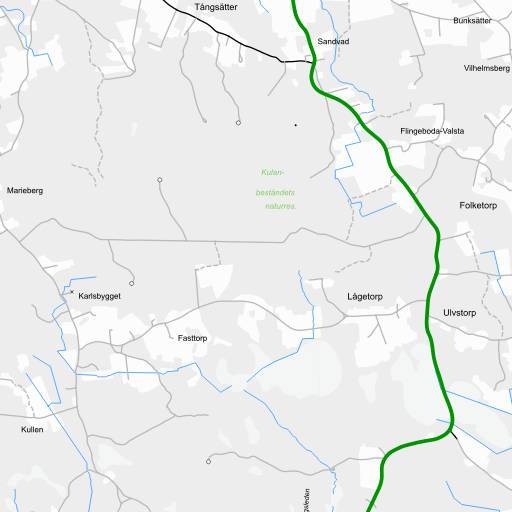 Tångsätter
Bunksätter
Sandvad
Vilhelmsberg
Flingeboda-Valsta
Kulan-
beståndets
naturres.
Marieberg
Folketorp
Karlsbygget
Lågetorp
Ulvstorp
Fasttorp
Kullen